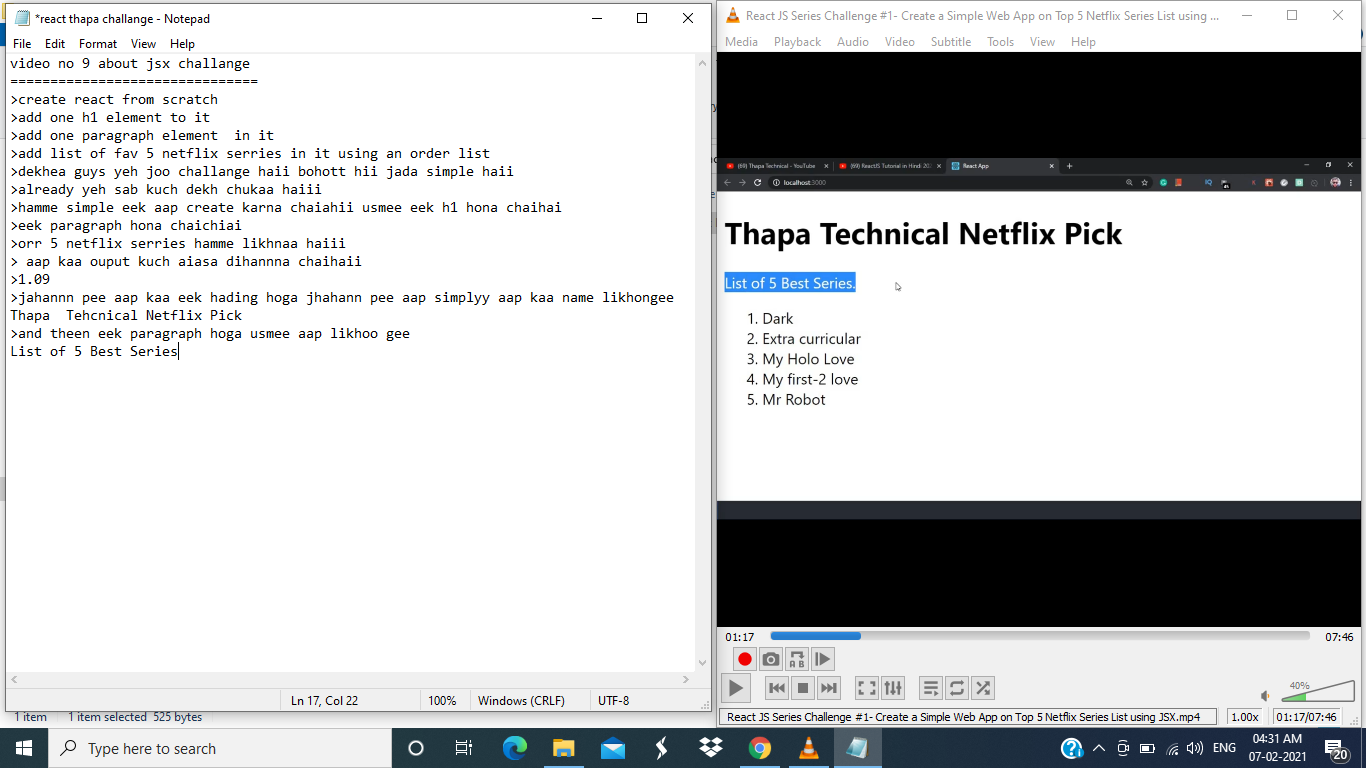 *react thapa challange - Notepad
File Edit Format View Help
video no 9 about jsx challange
===============================
>create react from scratch
>add one h1 element to it
>add one paragraph element  in it
>add list of fav 5 netflix serries in it using an order list
>dekhea guys yeh joo challange haii bohott hii jada simple haii
>already yeh sab kuch dekh chukaa haiii
>hamme simple eek aap create karna chaiahii usmee eek h1 hona chaihai
>eek paragraph hona chaichiai
>orr 5 netflix serries hamme likhnaa haiii
> aap kaa ouput kuch aiasa dihannna chaihaii
>1.09
>jahannn pee aap kaa eek hading hoga jhahann pee aap simplyy aap kaa name likhongee
Thapa  Tehcnical Netflix Pick
>and theen eek paragraph hoga usmee aap likhoo gee
List of 5 Best Series
Ln 17, Col 22 100% Windows (CRLF) UTF-8
1 item 1 item selected 525 bytes
React JS Series Challenge #1- Create a Simple Web App on Top 5 Netflix Series List using ...
Media Playback Audio Video Subtitle Tools View Help
(69) Thapa Technical - YouTube (69) ReactJS Tutorial in Hindi 20 React App
localhost:3000
Thapa Technical Netflix Pick
List of 5 Best Series.
1. Dark
2. Extra curricular
3. My Holo Love
4. My first-2 love
5. Mr Robot
01:17 07:46
A B
40%
React JS Series Challenge #1- Create a Simple Web App on Top 5 Netflix Series List using JSX.mp4 1.00x 01:17/07:46
Type here to search
ENG
04:31 AM
07-02-2021
20